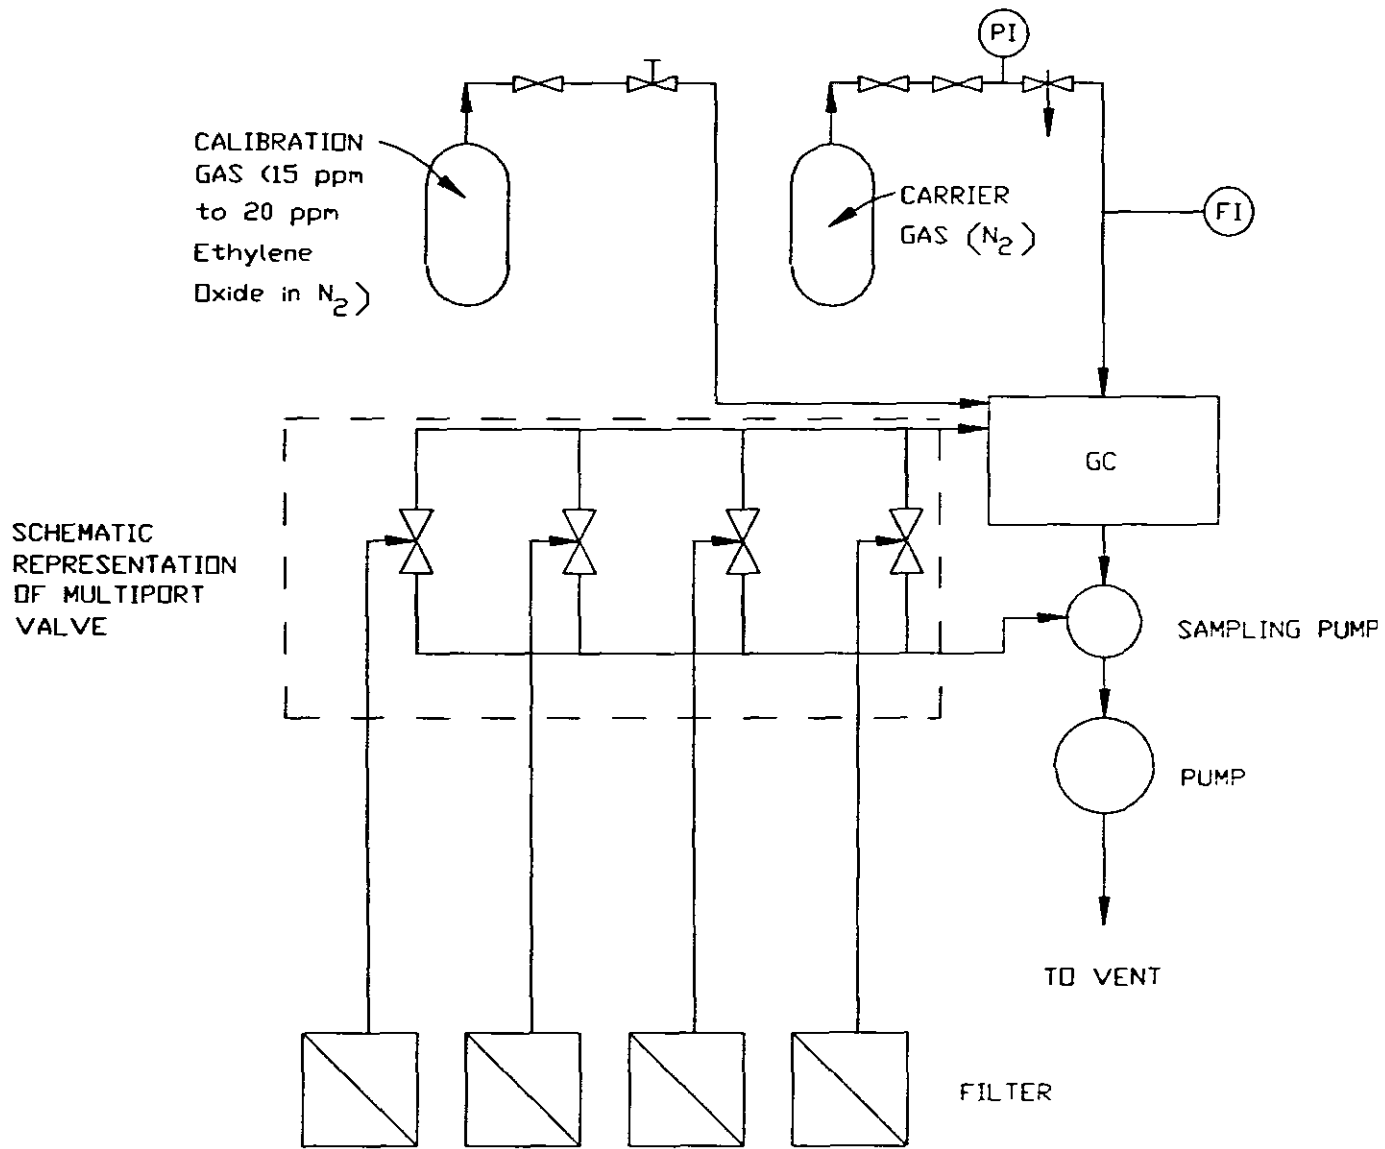 PI
CALIBRATION
GAS (15 ppm
to 20 ppm
Ethylene
Oxide in N2)
CARRIER
GAS (N2)
FI
GC
SCHEMATIC
REPRESENTATION
OF MULTIPORT
VALVE
SAMPLING PUMP
PUMP
TO VENT
FILTER